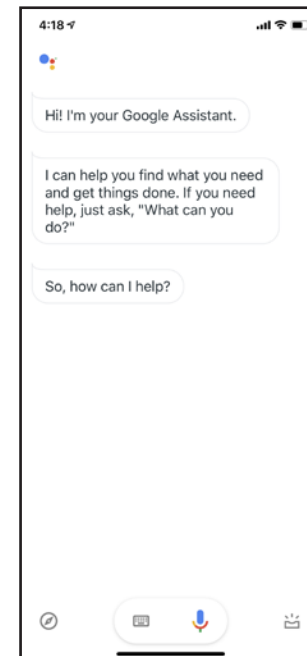 4:18
Hi! I'm your Google Assistant.
I can help you find what you need
and get things done. If you need
help, just ask, "What can you
do?"
So, how can I help?